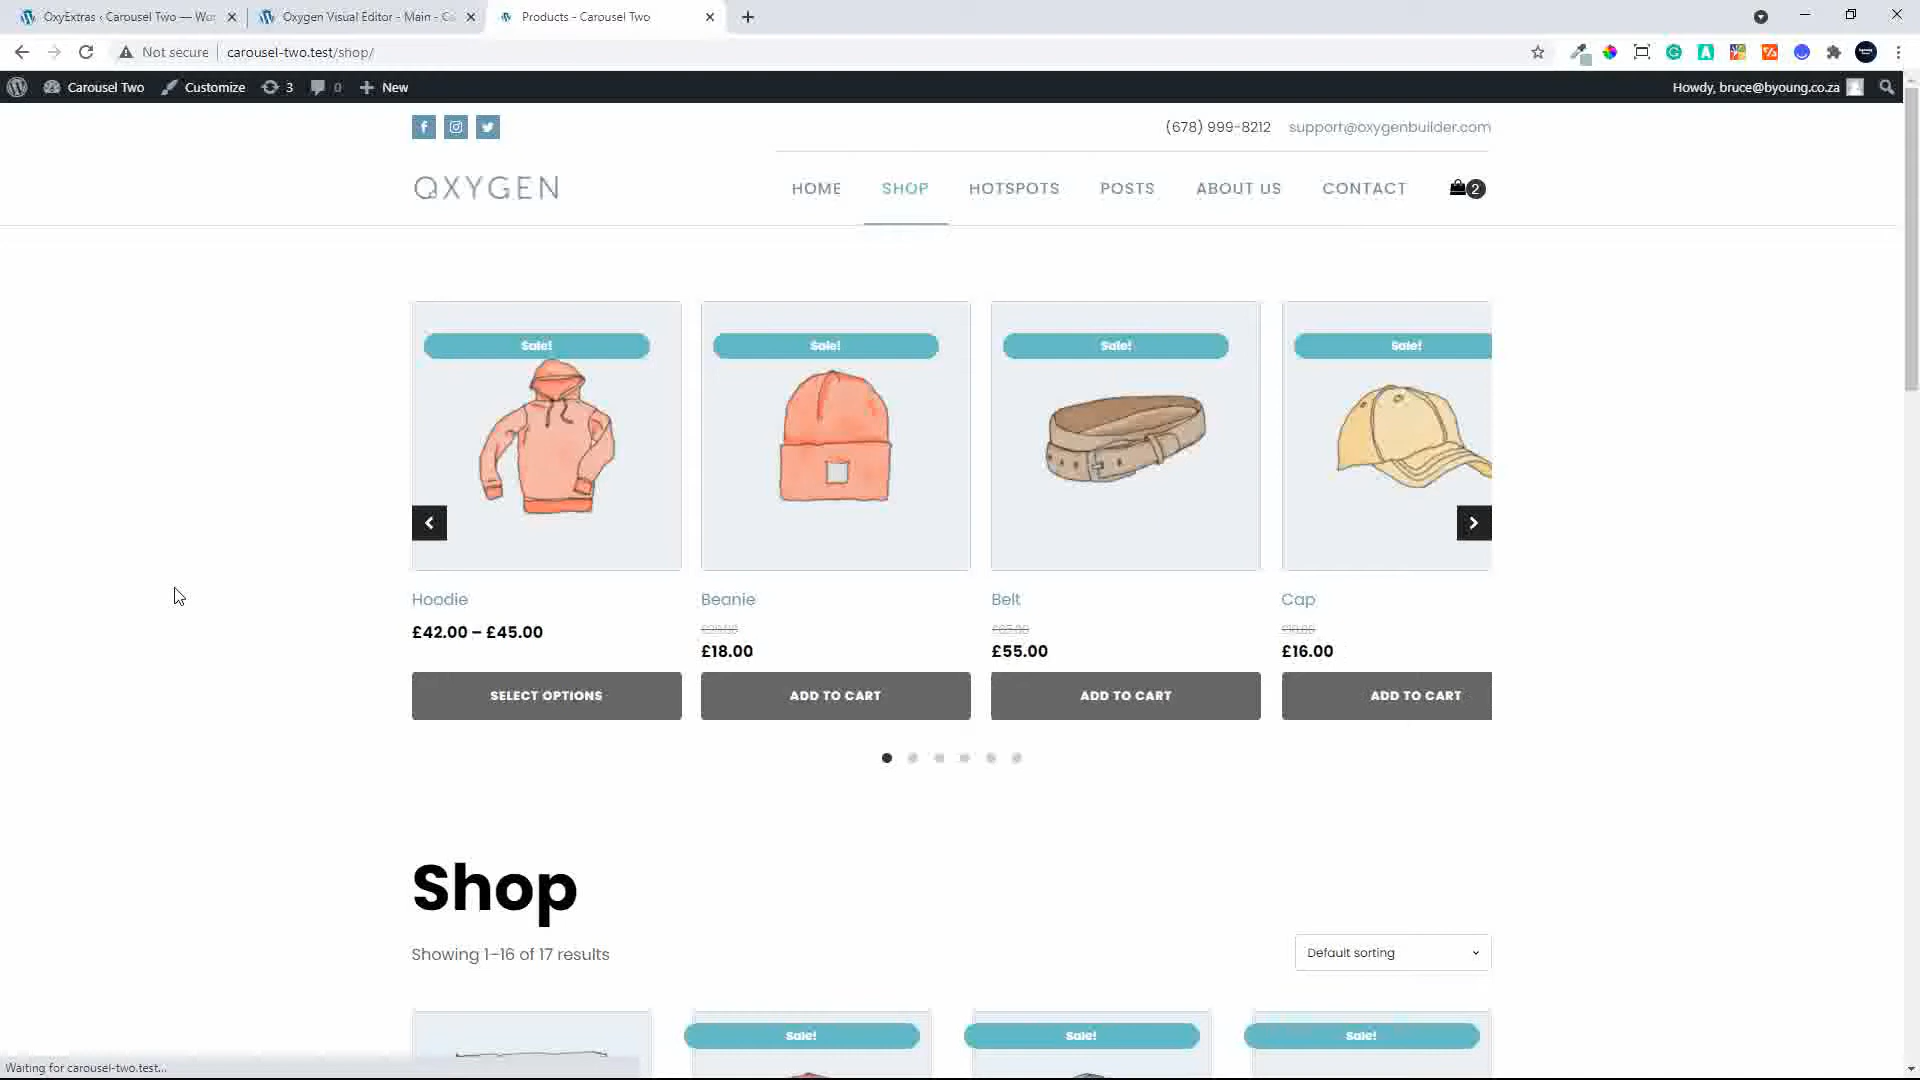 OxyExtras ‹ Carousel Two — Wor
Oxygen Visual Editor - Main - Ca
Products - Carousel Two
Not secure
carousel-two.test/shop/
Carousel Two
Customize
3
0
New
Howdy, bruce@byoung.co.za
(678) 999-8212
support@oxygenbuilder.com
OXYGEN
HOME
SHOP
HOTSPOTS
POSTS
ABOUT US
CONTACT
2
Sale!
Sale!
Sale!
Sale!
Hoodie
Beanie
Belt
Cap
£42.00 – £45.00
£18.00
£55.00
£16.00
SELECT OPTIONS
ADD TO CART
ADD TO CART
ADD TO CART
Shop
Showing 1–16 of 17 results
Default sorting
Sale!
Sale!
Sale!
Waiting for carousel-two.test...